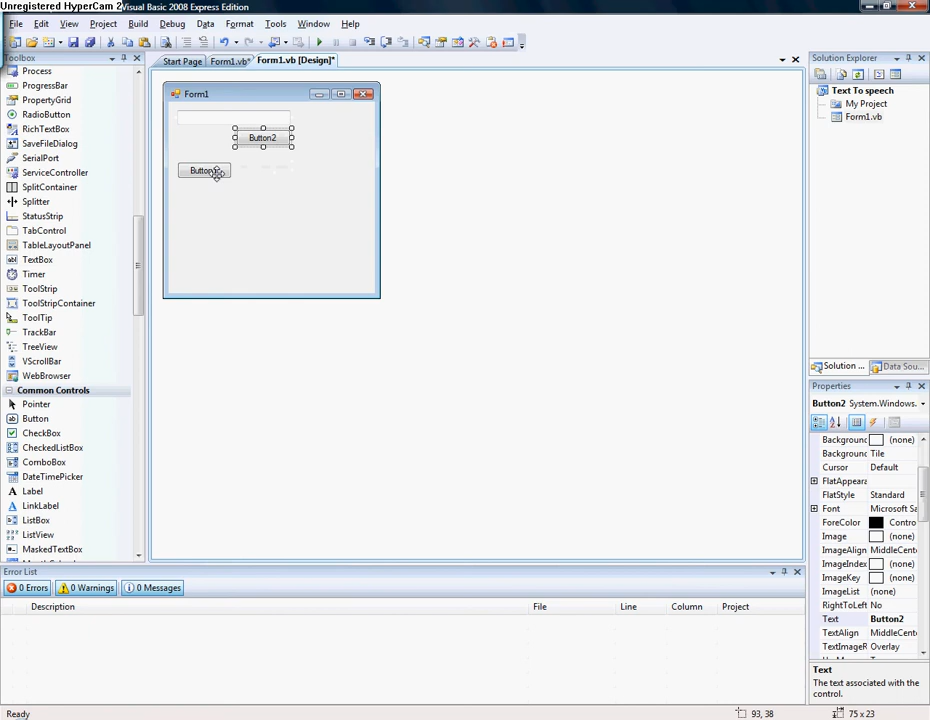 Unregistered HyperCam 2
Visual Basic 2008 Express Edition
File Edit View Project Build Debug Data Format Tools Window Help
Toolbox
Process
ProgressBar
PropertyGrid
RadioButton
RichTextBox
SaveFileDialog
SerialPort
ServiceController
SplitContainer
Splitter
StatusStrip
TabControl
TableLayoutPanel
TextBox
Timer
ToolStrip
ToolStripContainer
ToolTip
TrackBar
TreeView
VScrollBar
WebBrowser
Common Controls
Pointer
Button
CheckBox
CheckedListBox
ComboBox
DateTimePicker
Label
LinkLabel
ListBox
ListView
MaskedTextBox
Start Page Form1.vb* Form1.vb [Design]*
Form1
Button2
Solution Explorer
Text To speech
My Project
Form1.vb
Solution ... Data Sou...
Properties
Button2 System.Windows.
Background (none)
Background Tile
Cursor Default
FlatAppeara
FlatStyle Standard
Font Microsoft Sa
ForeColor Contro
Image (none)
ImageAlign MiddleCent
ImageIndex (none)
ImageKey (none)
ImageList (none)
RightToLeft No
Text Button2
TextAlign MiddleCent
TextImageR Overlay
Text
The text associated with the
control.
Error List
0 Errors 0 Warnings 0 Messages
Description File Line Column Project
Ready 93, 38 75 x 23